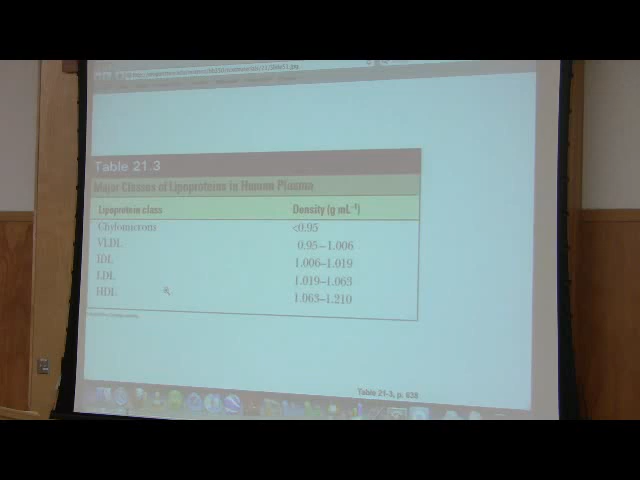 Table 21.3
Major Classes of Lipoproteins in Human Plasma
Lipoprotein class Density (g mL⁻¹)
Chylomicrons <0.95
VLDL 0.95–1.006
IDL 1.006–1.019
LDL 1.019–1.063
HDL 1.063–1.210
Table 21-3, p. 638